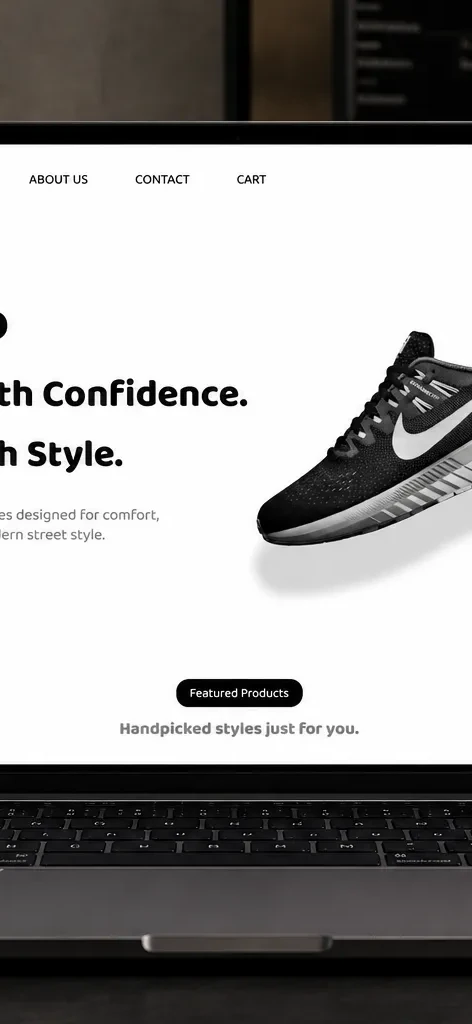 ABOUT US
CONTACT
CART
th Confidence.
h Style.
es designed for comfort,
dern street style.
Featured Products
Handpicked styles just for you.